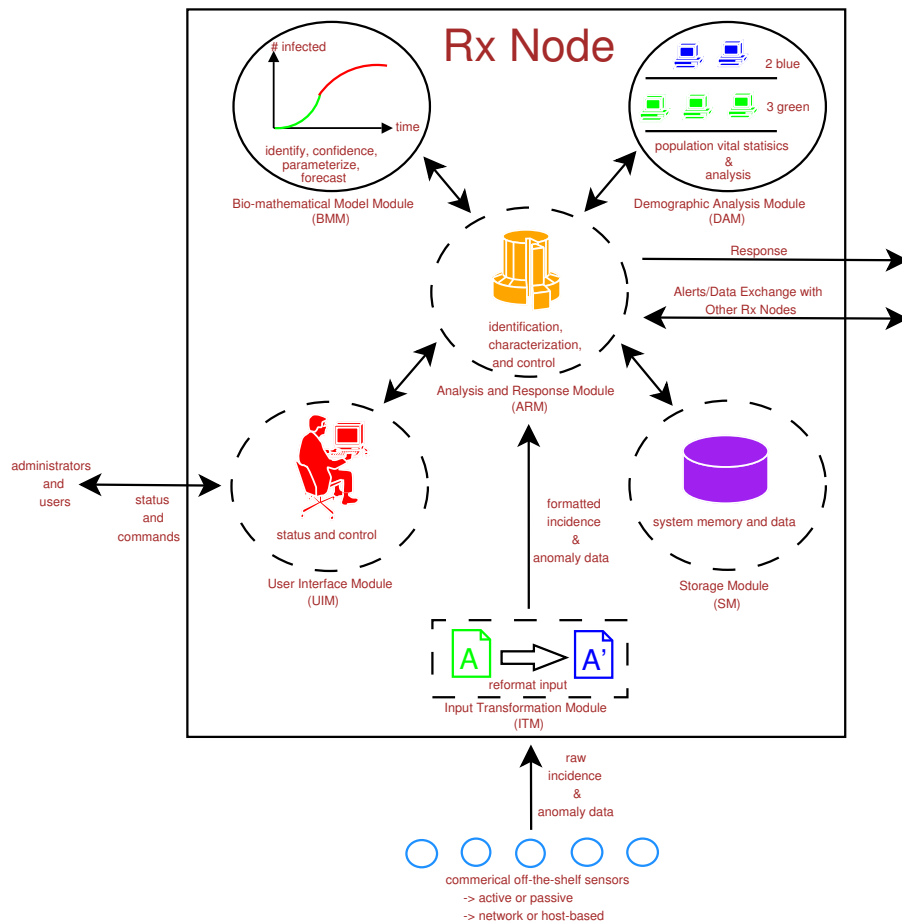 Rx Node
# infected
time
identify, confidence,
parameterize,
forecast
Bio-mathematical Model Module
(BMM)
2 blue
3 green
population vital statisics
&
analysis
Demographic Analysis Module
(DAM)
identification,
characterization,
and control
Analysis and Response Module
(ARM)
Response
Alerts/Data Exchange with
Other Rx Nodes
administrators
and
users
status
and
commands
status and control
User Interface Module
(UIM)
formatted
incidence
&
anomaly data
system memory and data
Storage Module
(SM)
A
A'
reformat input
Input Transformation Module
(ITM)
raw
incidence
&
anomaly data
commerical off-the-shelf sensors
-> active or passive
-> network or host-based